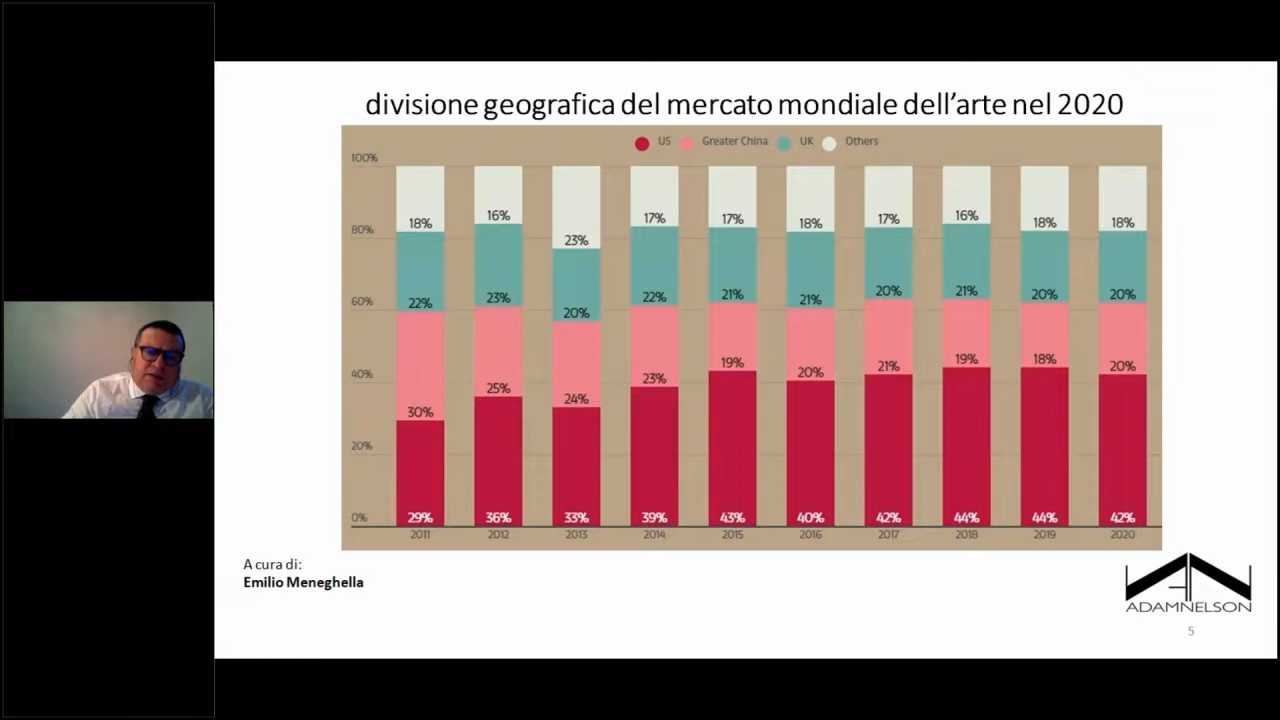 divisione geografica del mercato mondiale dell'arte nel 2020
US Greater China UK Others
100%
80%
60%
40%
20%
0%
18% 16% 23% 17% 17% 18% 17% 16% 18% 18%
22% 23% 20% 22% 21% 21% 20% 21% 20% 20%
30% 25% 24% 23% 19% 20% 21% 19% 18% 20%
29% 36% 33% 39% 43% 40% 42% 44% 44% 42%
2011 2012 2013 2014 2015 2016 2017 2018 2019 2020
A cura di:
Emilio Meneghella
ADAMNELSON
5